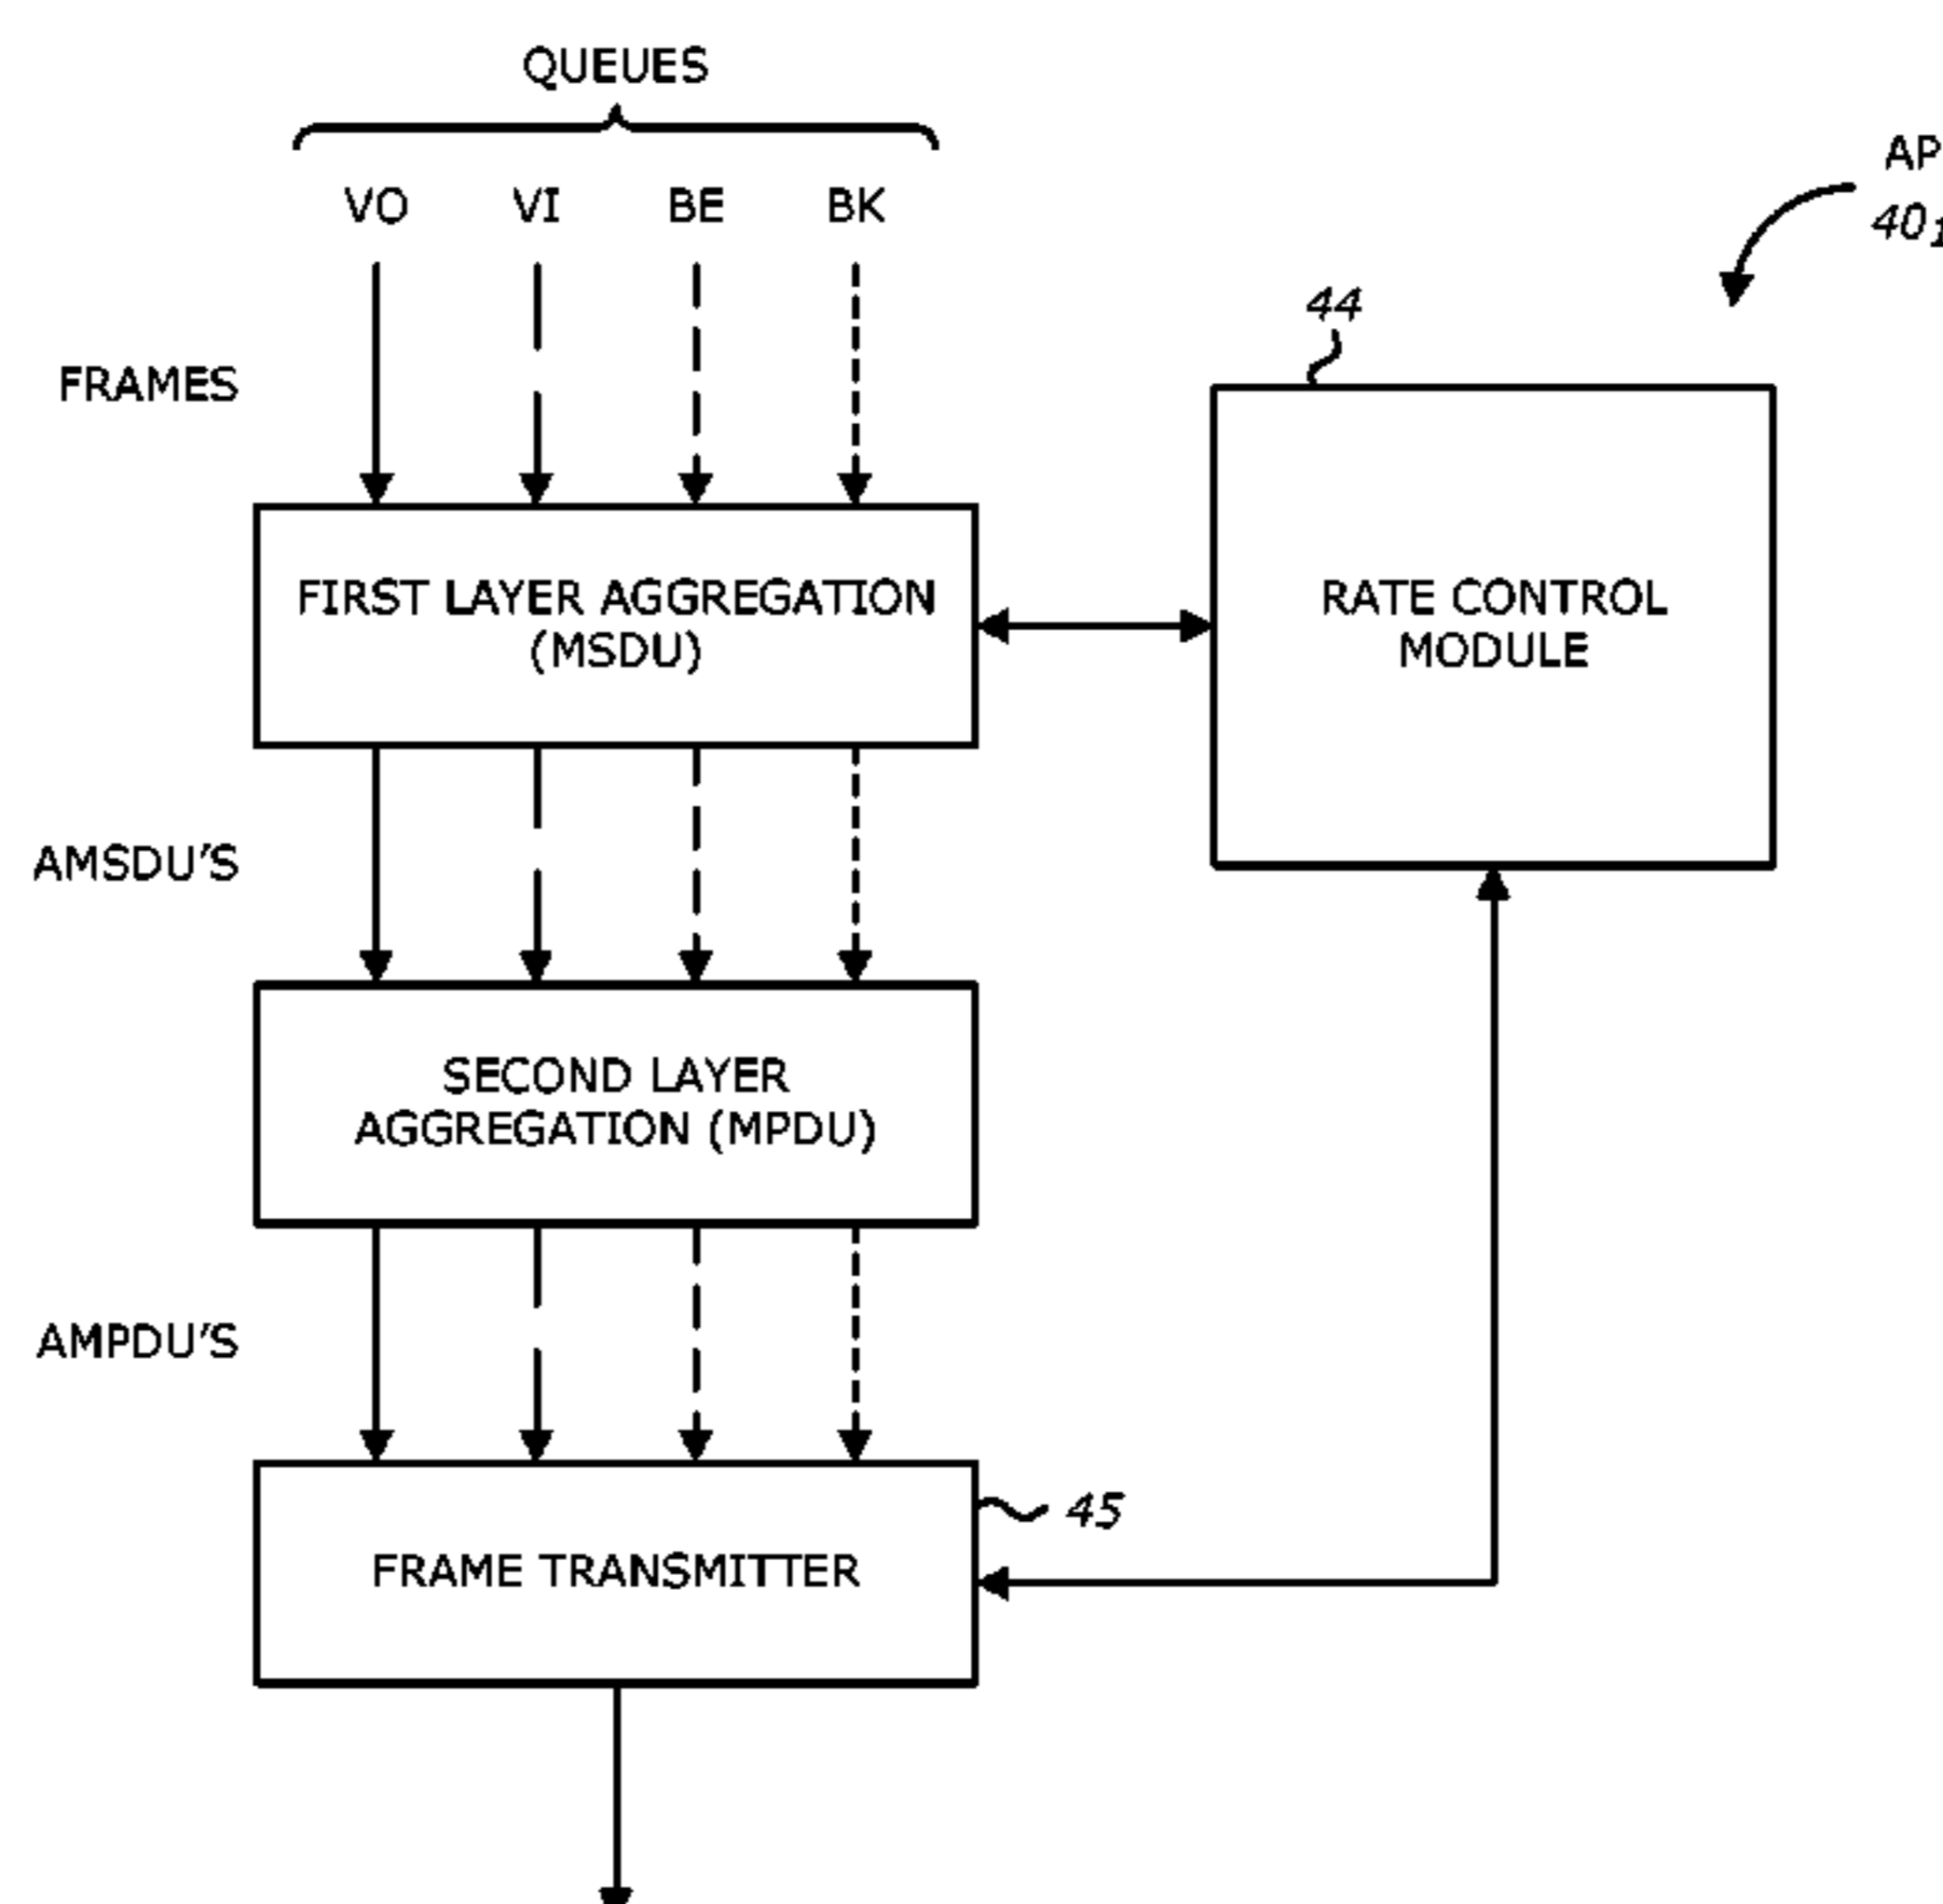 QUEUES
VO VI BE BK
AP
40₁
44
FRAMES
FIRST LAYER AGGREGATION
(MSDU)
RATE CONTROL
MODULE
AMSDU'S
SECOND LAYER
AGGREGATION (MPDU)
AMPDU'S
45
FRAME TRANSMITTER